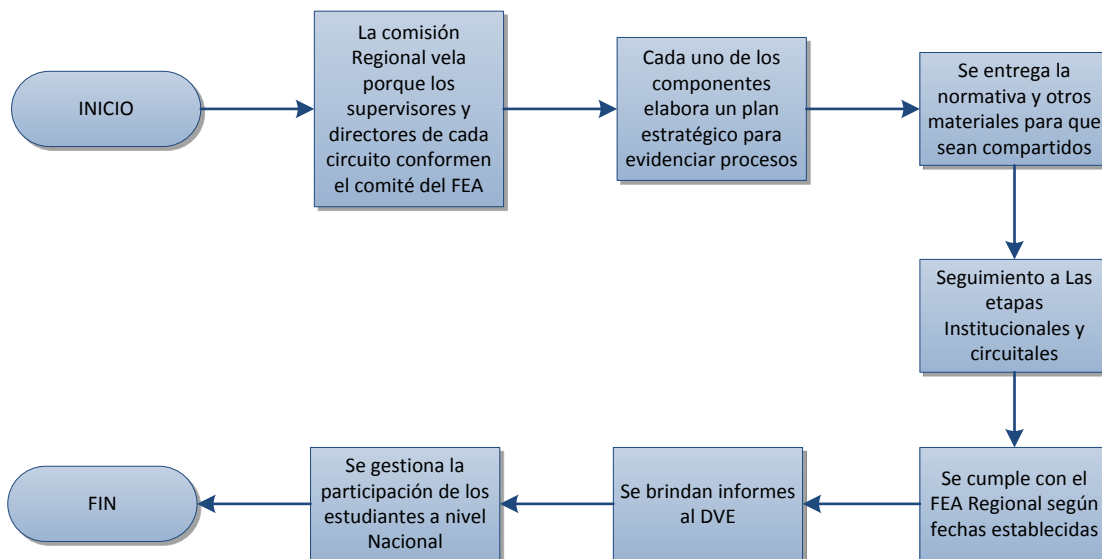 INICIO
La comisión
Regional vela
porque los
supervisores y
directores de cada
circuito conformen
el comité del FEA
Cada uno de los
componentes
elabora un plan
estratégico para
evidenciar procesos
Se entrega la
normativa y otros
materiales para que
sean compartidos
Seguimiento a Las
etapas
Institucionales y
circuitales
Se cumple con el
FEA Regional según
fechas establecidas
Se brindan informes
al DVE
Se gestiona la
participación de los
estudiantes a nivel
Nacional
FIN